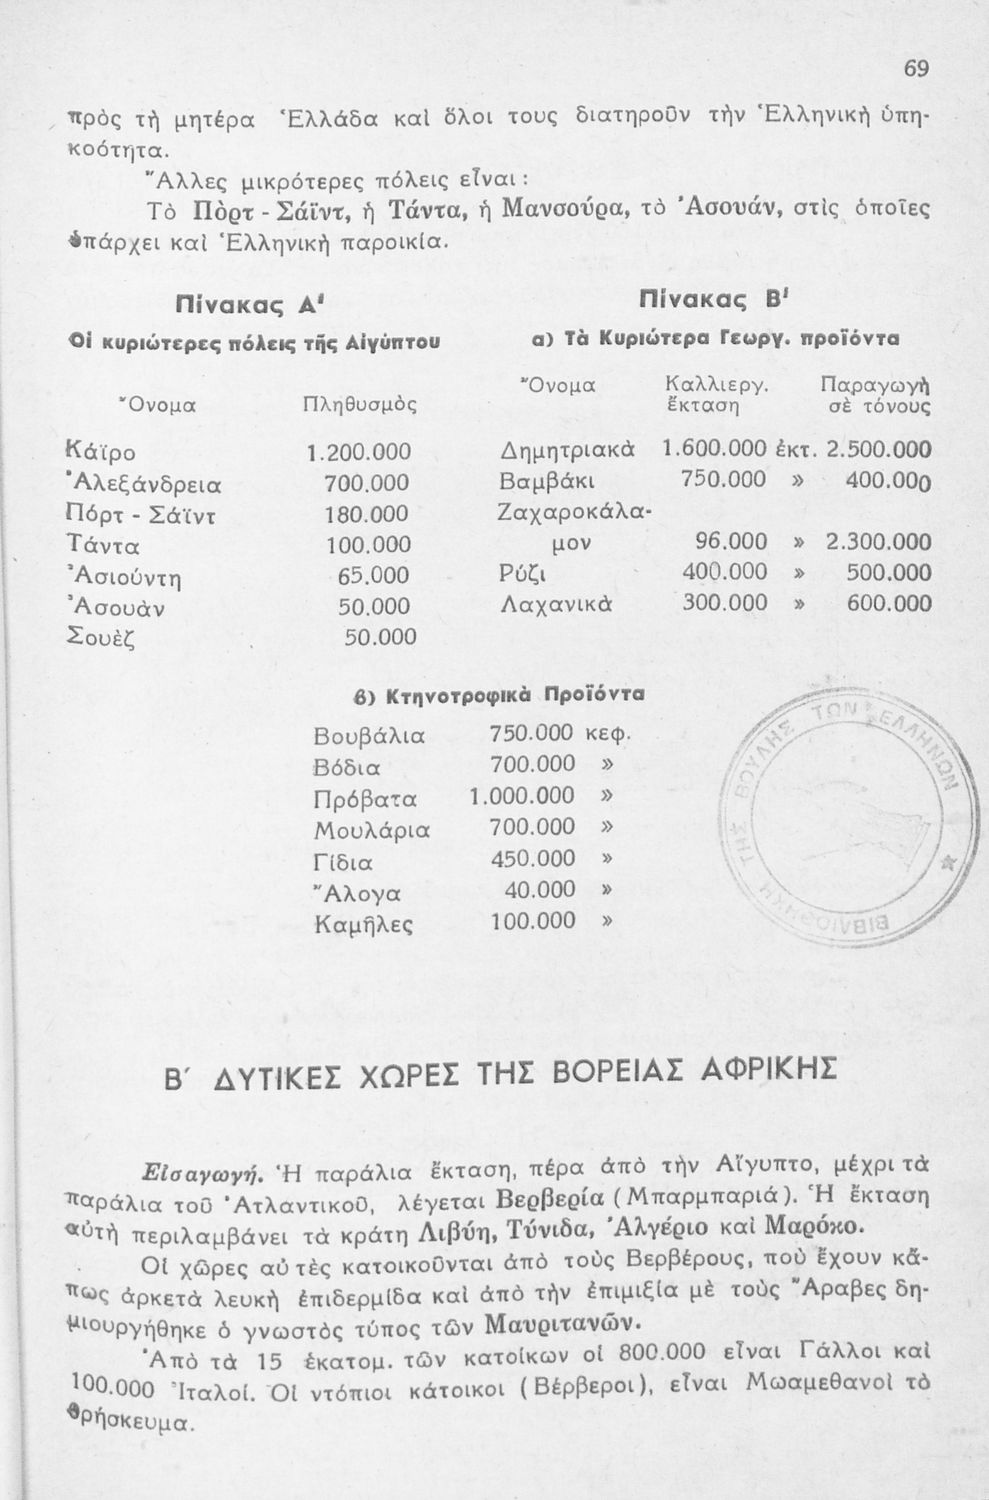 69
πρὸς τὴ μητέρα Ἑλλάδα καὶ ὅλοι τους διατηροῦν τὴν Ἑλληνικὴ ὑπη-
κοότητα.
Ἄλλες μικρότερες πόλεις εἶναι :
Τὸ Πὸρτ - Σάϊντ, ἡ Τάντα, ἡ Μανσούρα, τὸ Ἀσουάν, στὶς ὁποῖες
ὑπάρχει καὶ Ἑλληνικὴ παροικία.
Πίνακας Α'
Οἱ κυριώτερες πόλεις τῆς Αἰγύπτου
Ὄνομα Πληθυσμὸς
Κάϊρο 1.200.000
Ἀλεξάνδρεια 700.000
Πόρτ - Σάϊντ 180.000
Τάντα 100.000
Ἀσιούντη 65.000
Ἀσουὰν 50.000
Σουὲζ 50.000
Πίνακας Β'
α) Τὰ Κυριώτερα Γεωργ. προϊόντα
Ὄνομα Καλλιεργ. Παραγωγὴ
ἔκταση σὲ τόνους
Δημητριακὰ 1.600.000 ἐκτ. 2.500.000
Βαμβάκι 750.000 » 400.000
Ζαχαροκάλα-
μον 96.000 » 2.300.000
Ρύζι 400.000 » 500.000
Λαχανικὰ 300.000 » 600.000
β) Κτηνοτροφικὰ Προϊόντα
Βουβάλια 750.000 κεφ.
Βόδια 700.000 »
Πρόβατα 1.000.000 »
Μουλάρια 700.000 »
Γίδια 450.000 »
Ἄλογα 40.000 »
Καμῆλες 100.000 »
ΒΙΒΛΙΟΘΗΚΗ ΤΗΣ ΒΟΥΛΗΣ ΤΩΝ ΕΛΛΗΝΩΝ
Β' ΔΥΤΙΚΕΣ ΧΩΡΕΣ ΤΗΣ ΒΟΡΕΙΑΣ ΑΦΡΙΚΗΣ
Εἰσαγωγή. Ἡ παράλια ἔκταση, πέρα ἀπὸ τὴν Αἴγυπτο, μέχρι τὰ
παράλια τοῦ Ἀτλαντικοῦ, λέγεται Βερβερία (Μπαρμπαριά). Ἡ ἔκταση
αὐτὴ περιλαμβάνει τὰ κράτη Λιβύη, Τύνιδα, Ἀλγέριο καὶ Μαρόκο.
Οἱ χῶρες αὐτὲς κατοικοῦνται ἀπὸ τοὺς Βερβέρους, ποὺ ἔχουν κά-
πως ἀρκετὰ λευκὴ ἐπιδερμίδα καὶ ἀπὸ τὴν ἐπιμιξία μὲ τοὺς Ἄραβες δη-
μιουργήθηκε ὁ γνωστὸς τύπος τῶν Μαυριτανῶν.
Ἀπὸ τὰ 15 ἑκατομ. τῶν κατοίκων οἱ 800.000 εἶναι Γάλλοι καὶ
100.000 Ἰταλοί. Οἱ ντόπιοι κάτοικοι (Βέρβεροι), εἶναι Μωαμεθανοὶ τὸ
θρήσκευμα.